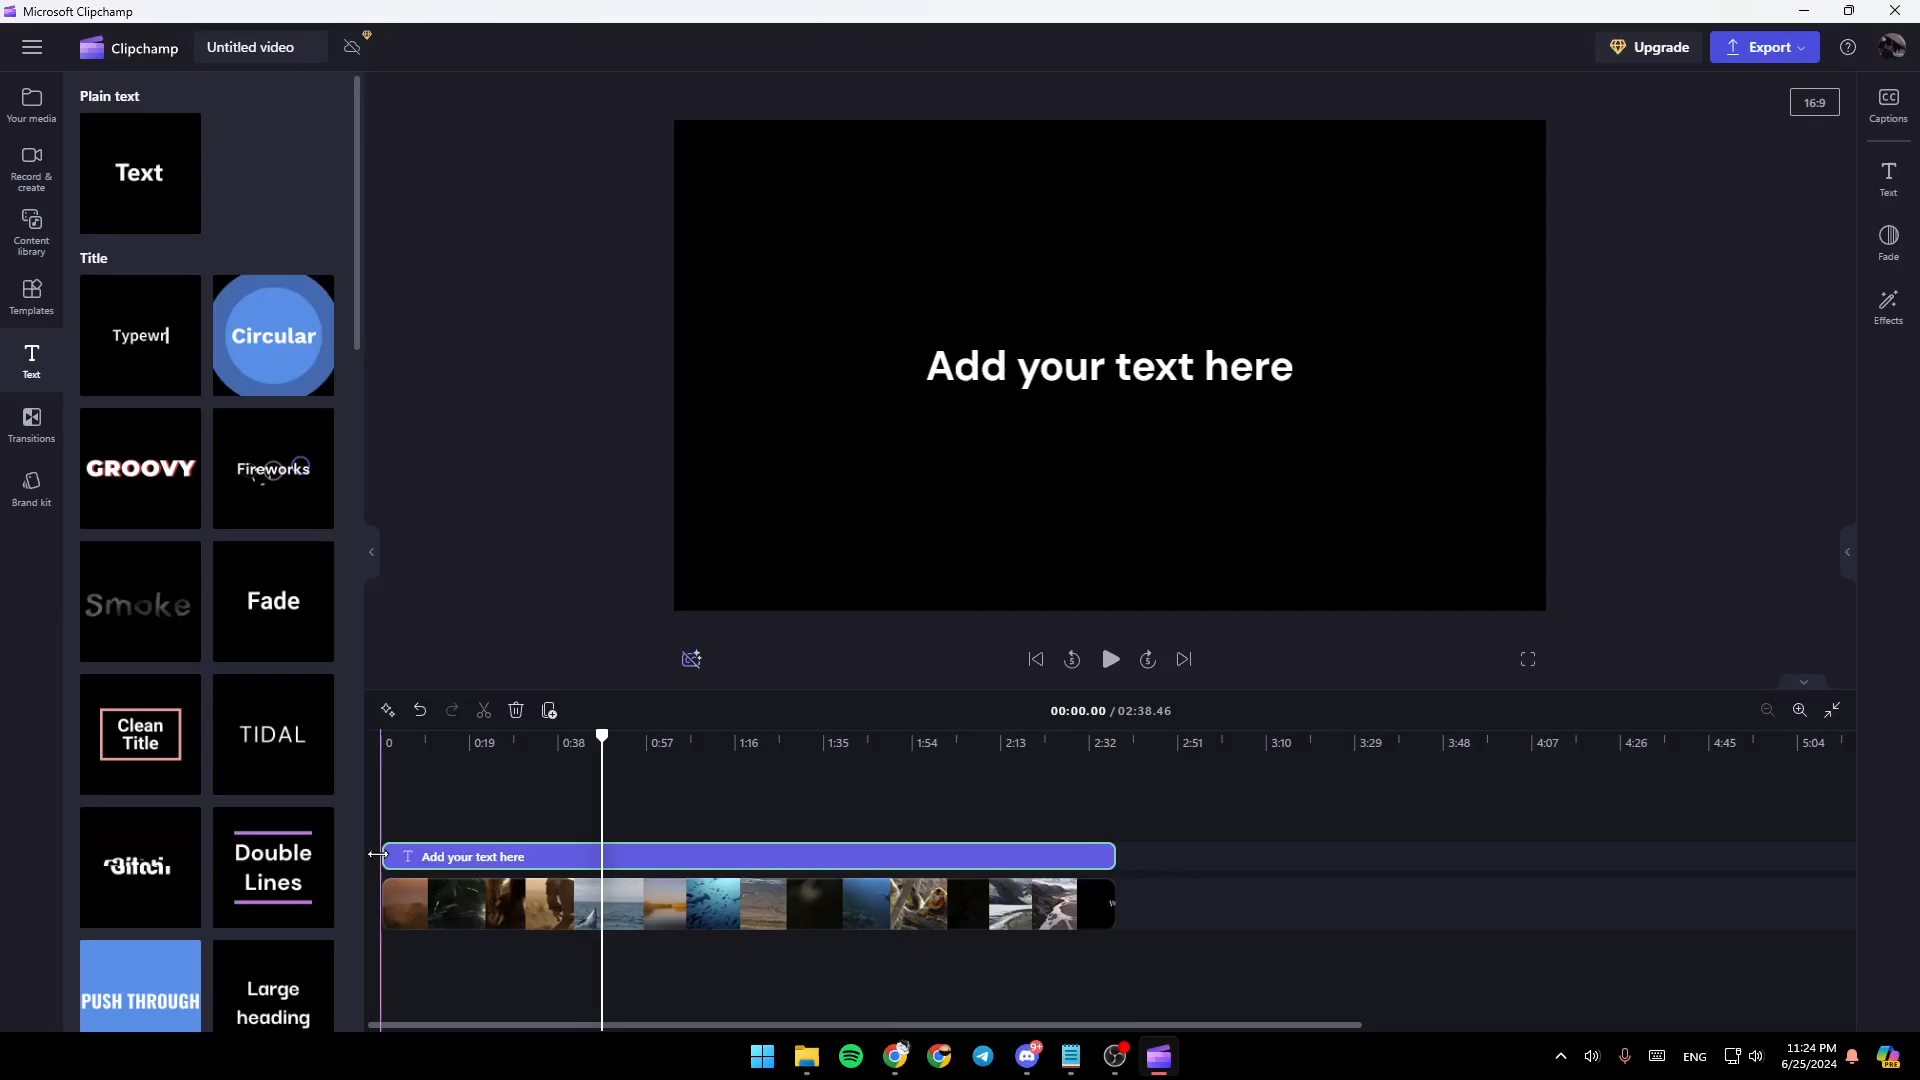 Microsoft Clipchamp
Clipchamp
Untitled video
Upgrade
Export
Your media
Record & create
Content library
Templates
Text
Transitions
Brand kit
Plain text
Text
Title
Typewr
Circular
GROOVY
Fireworks
Smoke
Fade
Clean Title
TIDAL
Glitch
Double Lines
PUSH THROUGH
Large heading
16:9
Add your text here
Captions
Text
Fade
Effects
5
5
00:00.00 / 02:38.46
0 0:19 0:38 0:57 1:16 1:35 1:54 2:13 2:32 2:51 3:10 3:29 3:48 4:07 4:26 4:45 5:04
T Add your text here
9+
ENG
11:24 PM
6/25/2024
PRE